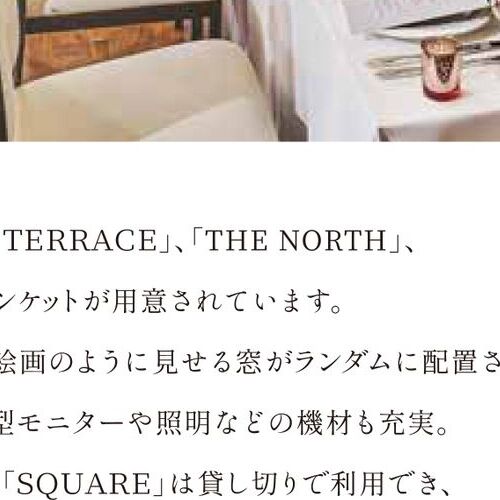 TERRACE」、「THE NORTH」、
ンケットが用意されています。
絵画のように見せる窓がランダムに配置さ
型モニターや照明などの機材も充実。
「SQUARE」は貸し切りで利用でき、